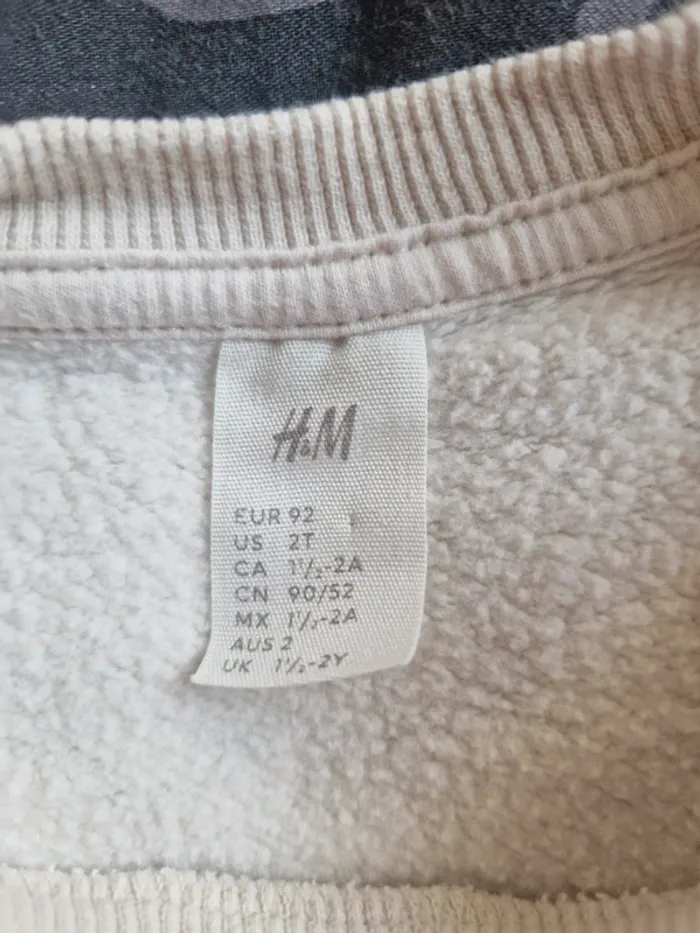 H&M
EUR 92
US 2T
CA 1½-2A
CN 90/52
MX 1½-2A
AUS 2
UK 1½-2Y